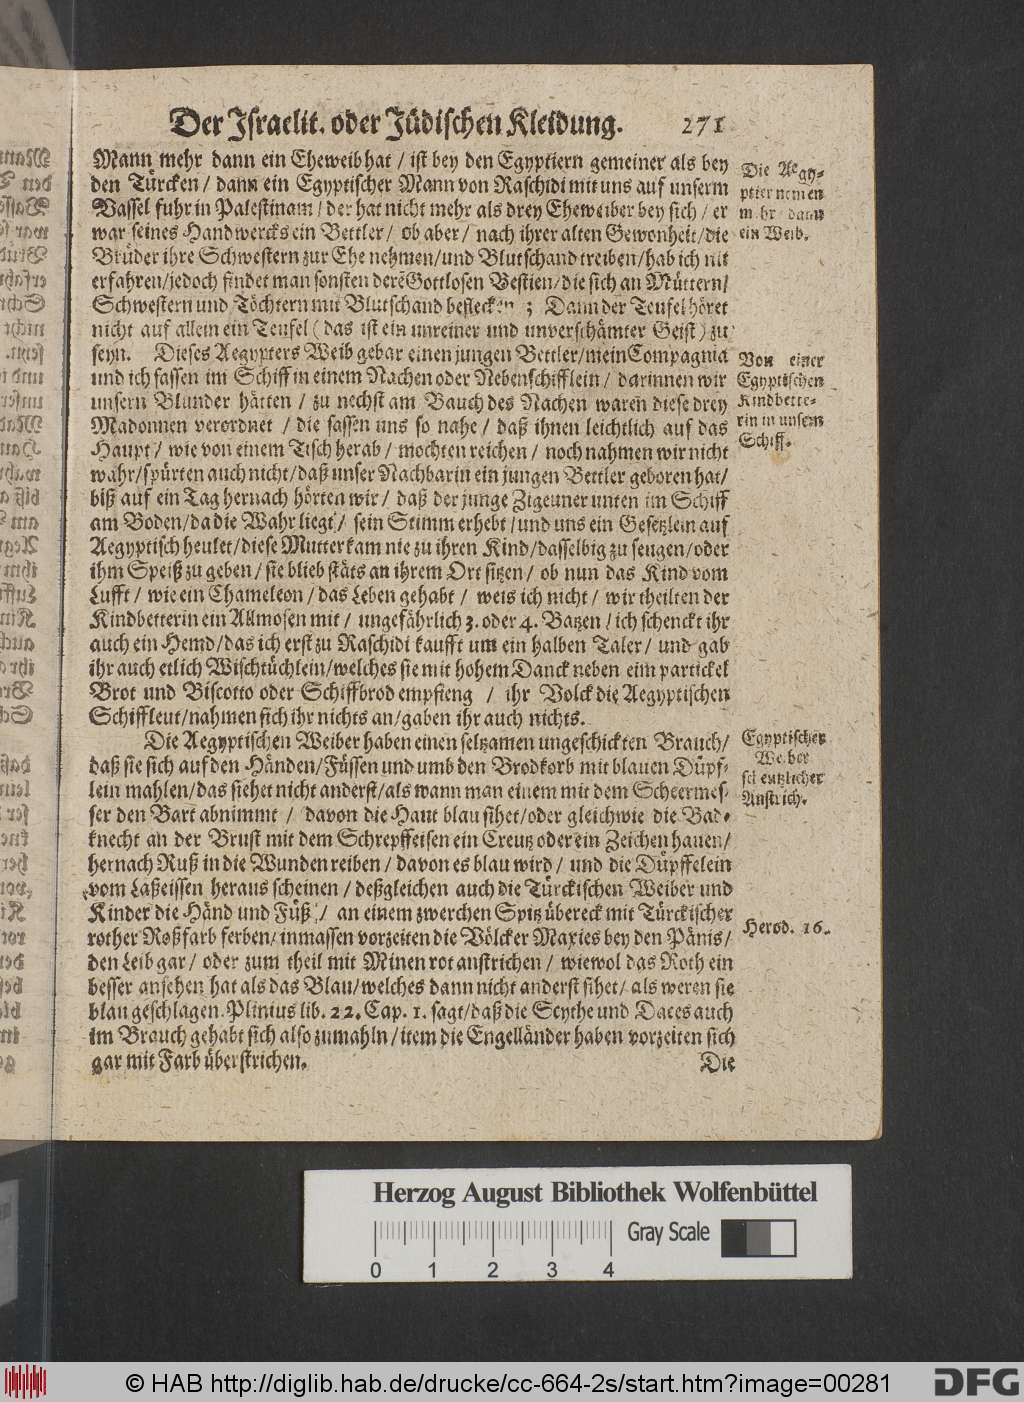 Der Israelit. oder Jüdischen Kleidung. 271
Mann mehr dann ein Eheweib hat / ist bey den Egyptiern gemeiner als bey
den Türcken / dann ein Egyptischer Mann von Raschidi mit uns auf unserm
Vassel fuhr in Palestinam / der hat nicht mehr als drey Eheweiber bey sich / er
war seines Handwercks ein Bettler / ob aber / nach ihrer alten Gewonheit / die
Brüder ihre Schwestern zur Ehe nehmen / und Blutschand treiben / hab ich nit
erfahren / jedoch findet man sonsten derē Gottlosen Bestien / die sich an Müttern /
Schwestern und Töchtern mit Blutschand beflecken ; Dann der Teufel höret
nicht auf allein ein Teufel ( das ist ein unreiner und unverschämter Geist ) zu
seyn. Dieses Aegypters Weib gebar einen jungen Bettler / mein Compagnia
und ich sassen im Schiff in einem Nachen oder Nebenschifflein / darinnen wir
unsern Blunder hätten / zu nechst am Bauch des Nachen waren diese drey
Madonnen verordnet / die sassen uns so nahe / daß ihnen leichtlich auf das
Haupt / wie von einem Tisch herab / mochten reichen / noch nahmen wir nicht
wahr / spürten auch nicht / daß unser Nachbarin ein jungen Bettler geboren hat /
biß auf ein Tag hernach hörten wir / daß der junge Zigeuner unten im Schiff
am Boden / da die Wahr liegt / sein Stimm erhebt / und uns ein Gesetzlein auf
Aegyptisch heulet / diese Mutter kam nie zu ihren Kind / dasselbig zu seugen / oder
ihm Speiß zu geben / sie blieb stäts an ihrem Ort sitzen / ob nun das Kind vom
Lufft / wie ein Chameleon / das Leben gehabt / weis ich nicht / wir theilten der
Kindbetterin ein Allmosen mit / ungefährlich 3. oder 4. Batzen / ich schenckt ihr
auch ein Hemd / das ich erst zu Raschidi kaufft um ein halben Taler / und gab
ihr auch etlich Wischtüchlein / welches sie mit hohem Danck neben eim partickel
Brot und Biscotto oder Schiffbrod empfieng / ihr Volck die Aegyptischen
Schiffleut / nahmen sich ihr nichts an / gaben ihr auch nichts.
Die Aegyptischen Weiber haben einen seltzamen ungeschickten Brauch /
daß sie sich auf den Händen / Füssen und umb den Brodkorb mit blauen Düpf-
lein mahlen / das siehet nicht anderst / als wann man einem mit dem Scheermes-
ser den Bart abnimmt / davon die Haut blau sihet / oder gleichwie die Bad-
knecht an der Brust mit dem Schrepffeisen ein Creutz oder ein Zeichen hauen /
hernach Ruß in die Wunden reiben / davon es blau wird / und die Düpffelein
vom Laßeissen heraus scheinen / deßgleichen auch die Türckischen Weiber und
Kinder die Händ und Füß / an einem zwerchen Spitz übereck mit Türckischer
rother Roßfarb ferben / inmassen vorzeiten die Völcker Maxies bey den Pänis /
den Leib gar / oder zum theil mit Minen rot anstrichen / wiewol das Roth ein
besser ansehen hat als das Blau / welches dann nicht anderst sihet / als weren sie
blau geschlagen. Plinius lib. 22. Cap. 1. sagt / daß die Scythe und Daces auch
im Brauch gehabt sich also zumahln / item die Engelländer haben vorzeiten sich
gar mit Farb überstrichen.
Die
Die Aegy-
ptier nemen
mehr dann
ein Weib.
Von einer
Egyptischen
Kindbette-
rin in unserm
Schiff.
Egyptischer
Weiber
scheutzlicher
Anstrich.
Herod. 16.
Herzog August Bibliothek Wolfenbüttel
Gray Scale
0 1 2 3 4
© HAB http://diglib.hab.de/drucke/cc-664-2s/start.htm?image=00281
DFG